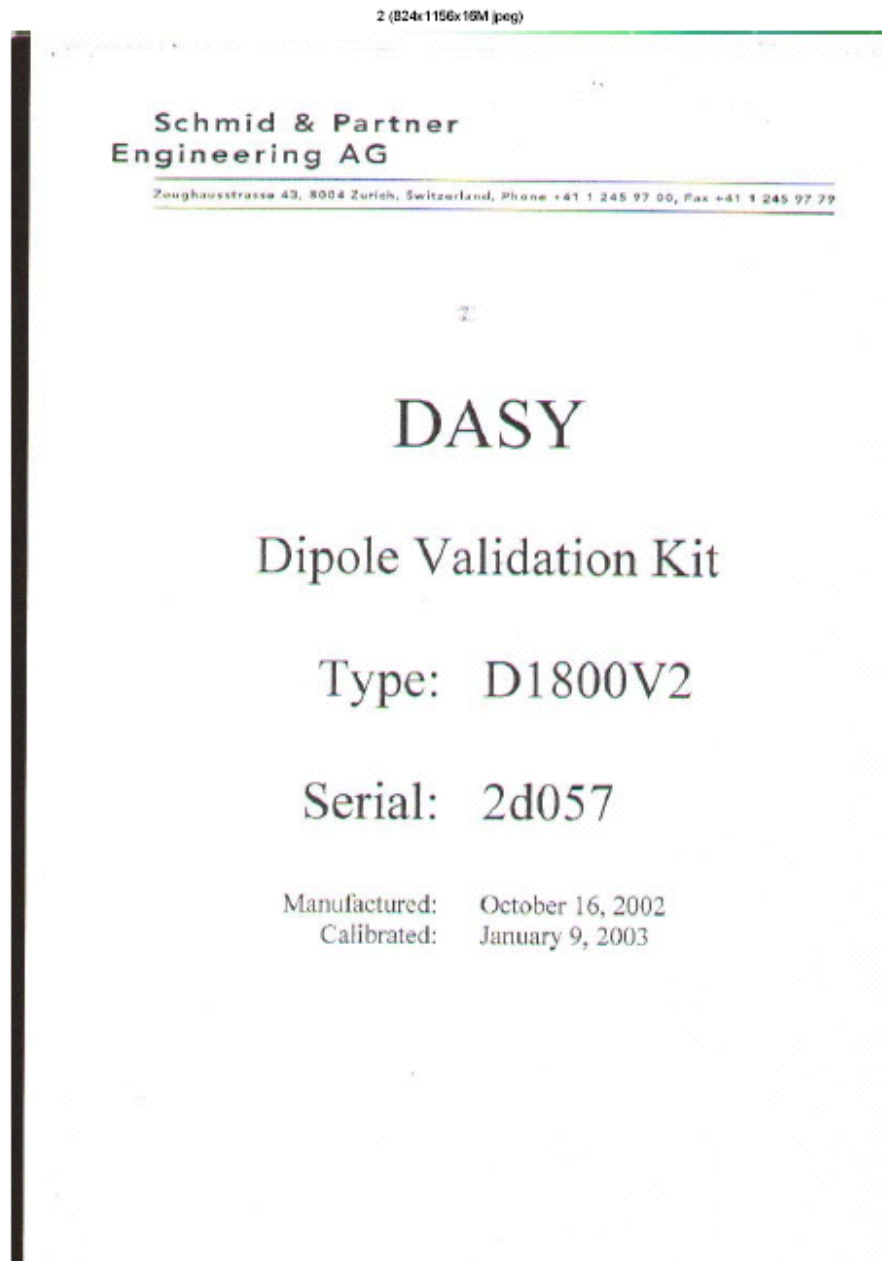 2 (824x1156x16M jpeg)
Schmid & Partner
Engineering AG
Zeughausstrasse 43, 8004 Zurich, Switzerland, Phone +41 1 245 97 00, Fax +41 1 245 97 79
DASY
Dipole Validation Kit
Type: D1800V2
Serial: 2d057
Manufactured: October 16, 2002
Calibrated: January 9, 2003